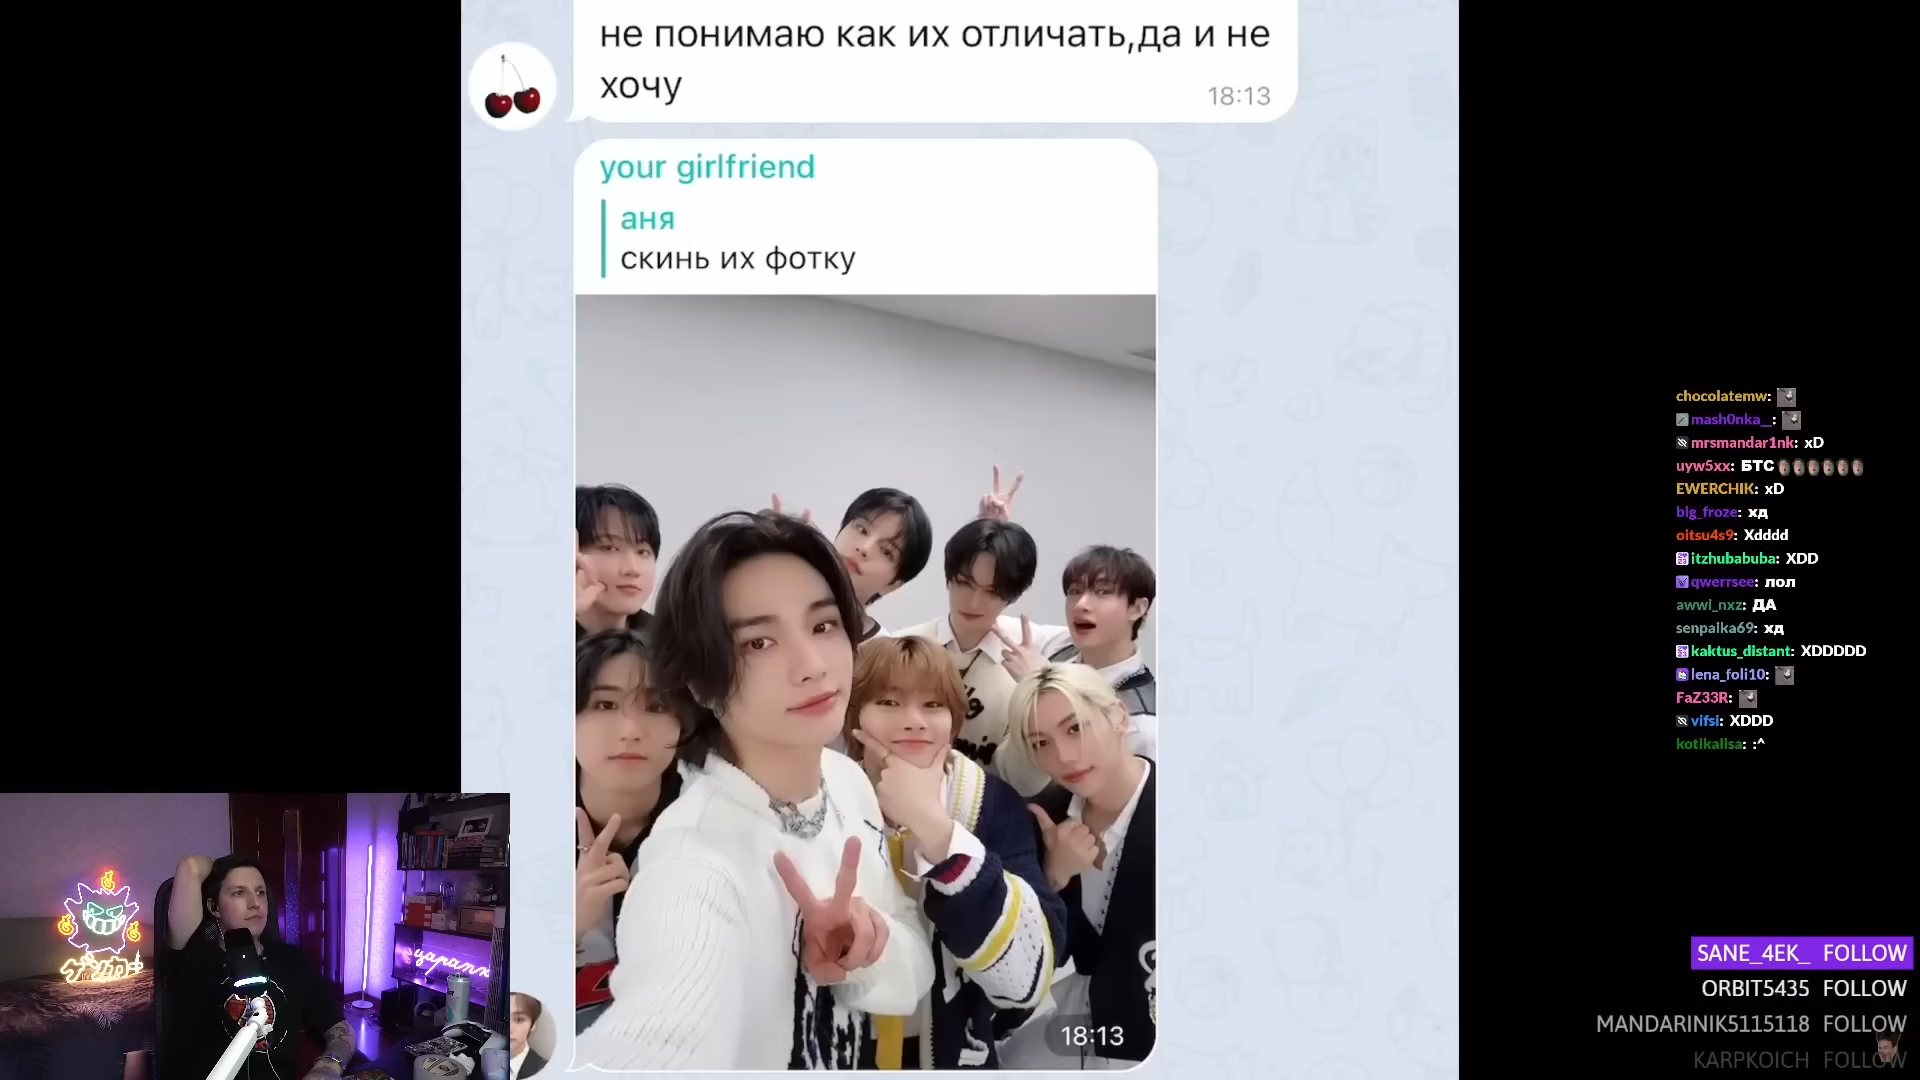 не понимаю как их отличать,да и не
хочу
18:13
your girlfriend
аня
скинь их фотку
18:13
chocolatemw:
mash0nka__:
mrsmandar1nk: xD
uyw5xx: БТС
EWERCHIK: xD
blg_froze: хд
oitsu4s9: Xdddd
itzhubabuba: XDD
qwerrsee: лол
awwi_nxz: ДА
senpaika69: хд
kaktus_distant: XDDDDD
lena_foli10:
FaZ33R:
vifsi: XDDD
kotikalisa: :^
SANE_4EK_ FOLLOW
ORBIT5435 FOLLOW
MANDARINIK5115118 FOLLOW
KARPKOICH FOLLOW